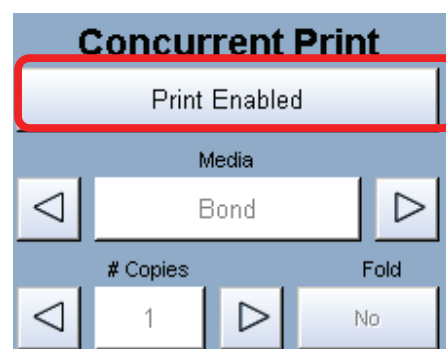 Concurrent Print
Print Enabled
Media
Bond
# Copies Fold
1 No